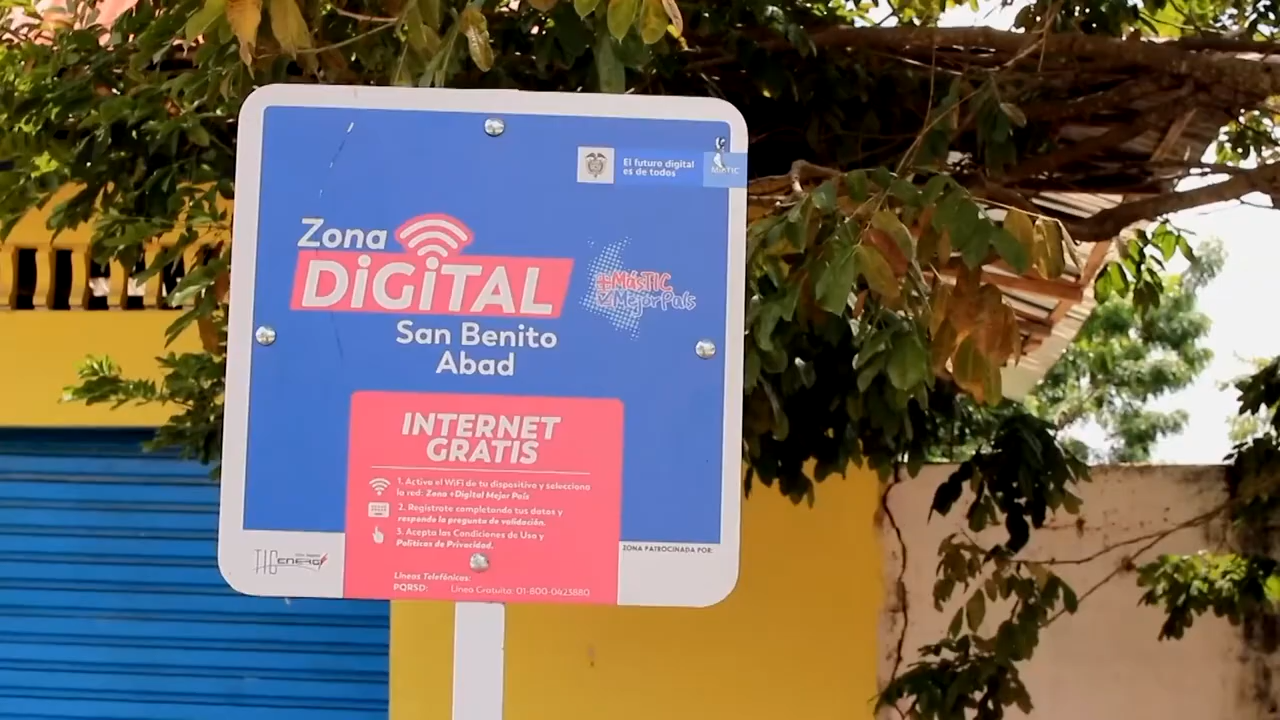 El futuro digital
es de todos
MinTIC
Zona
DiGiTAL
San Benito
Abad
+MásTIC
MejorPaís
INTERNET
GRATIS
1. Activa el WiFi de tu dispositivo y selecciona
la red: Zona +Digital Mejor País
2. Regístrate completando tus datos y
responde la pregunta de validación.
3. Acepta las Condiciones de Uso y
Políticas de Privacidad.
Líneas Telefónicas:
PQRSD: Línea Gratuita: 01-800-0423880
TICENERGY
ZONA PATROCINADA POR: